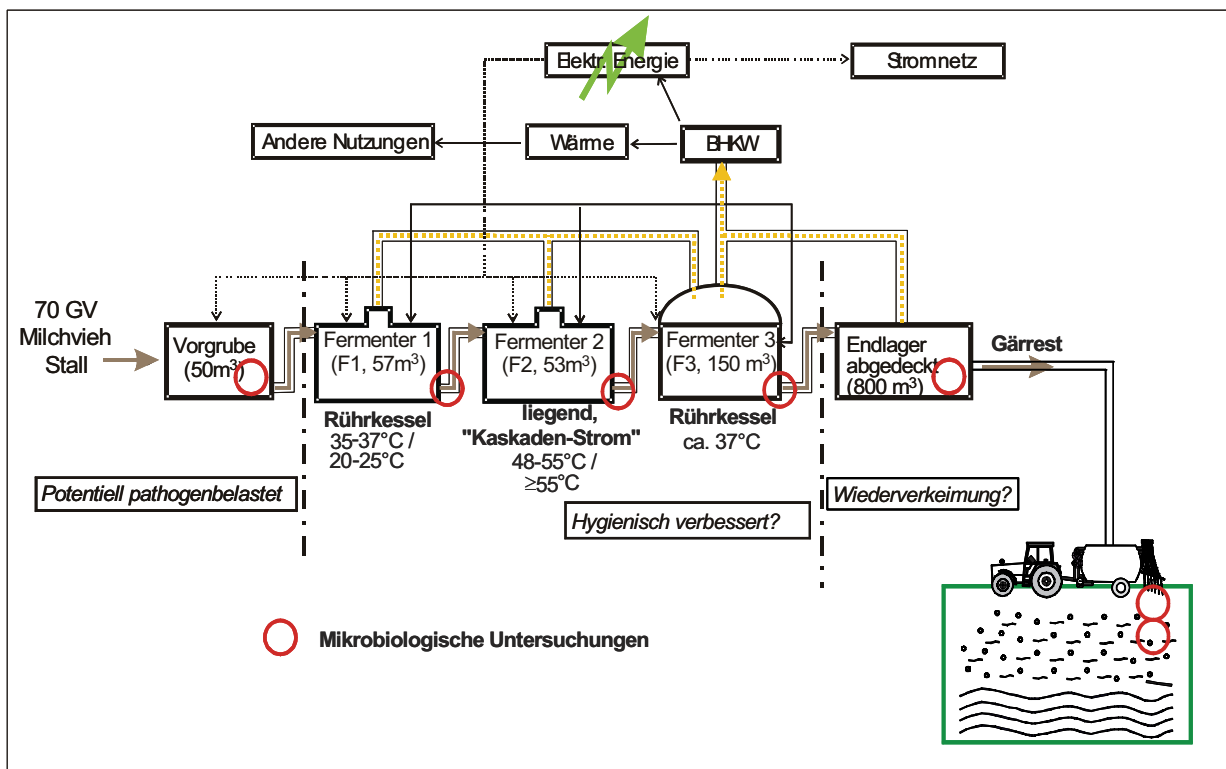 Elektr. Energie
Stromnetz
Andere Nutzungen
Wärme
BHKW
70 GV
Milchvieh
Stall
Vorgrube
(50m³)
Fermenter 1
(F1, 57m³)
Fermenter 2
(F2, 53m³)
Fermenter 3
(F3, 150 m³)
Endlager
abgedeckt
(800 m³)
Gärrest
Rührkessel
35-37°C /
20-25°C
liegend,
"Kaskaden-Strom"
48-55°C /
≥55°C
Rührkessel
ca. 37°C
Potentiell pathogenbelastet
Hygienisch verbessert?
Wiederverkeimung?
Mikrobiologische Untersuchungen